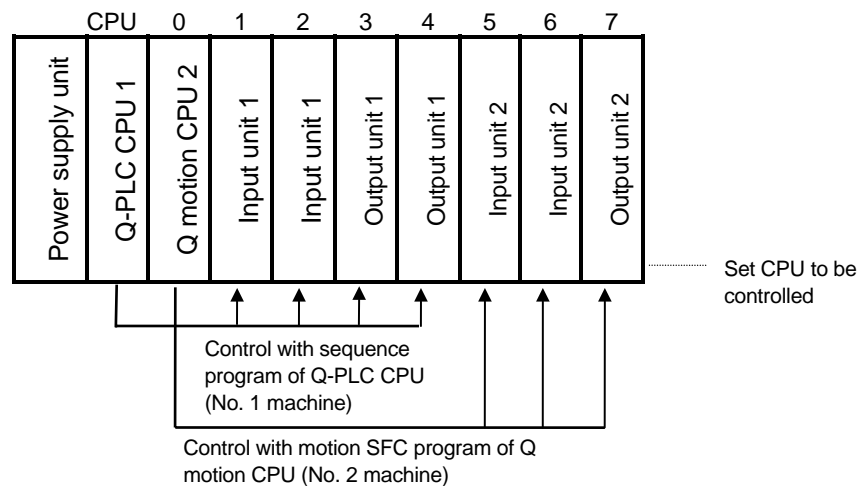 CPU 0 1 2 3 4 5 6 7
Power supply unit
Q-PLC CPU 1
Q motion CPU 2
Input unit 1
Input unit 1
Output unit 1
Output unit 1
Input unit 2
Input unit 2
Output unit 2
Set CPU to be
controlled
Control with sequence
program of Q-PLC CPU
(No. 1 machine)
Control with motion SFC program of Q
motion CPU (No. 2 machine)